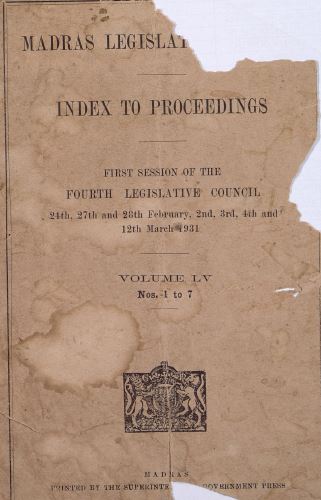 MADRAS LEGISLAT
INDEX TO PROCEEDINGS
FIRST SESSION OF THE
FOURTH LEGISLATIVE COUNCIL
24th, 27th and 28th February, 2nd, 3rd, 4th and
12th March 1931
VOLUME LV
Nos. 1 to 7
MADRAS
PRINTED BY THE SUPERINTE GOVERNMENT PRESS